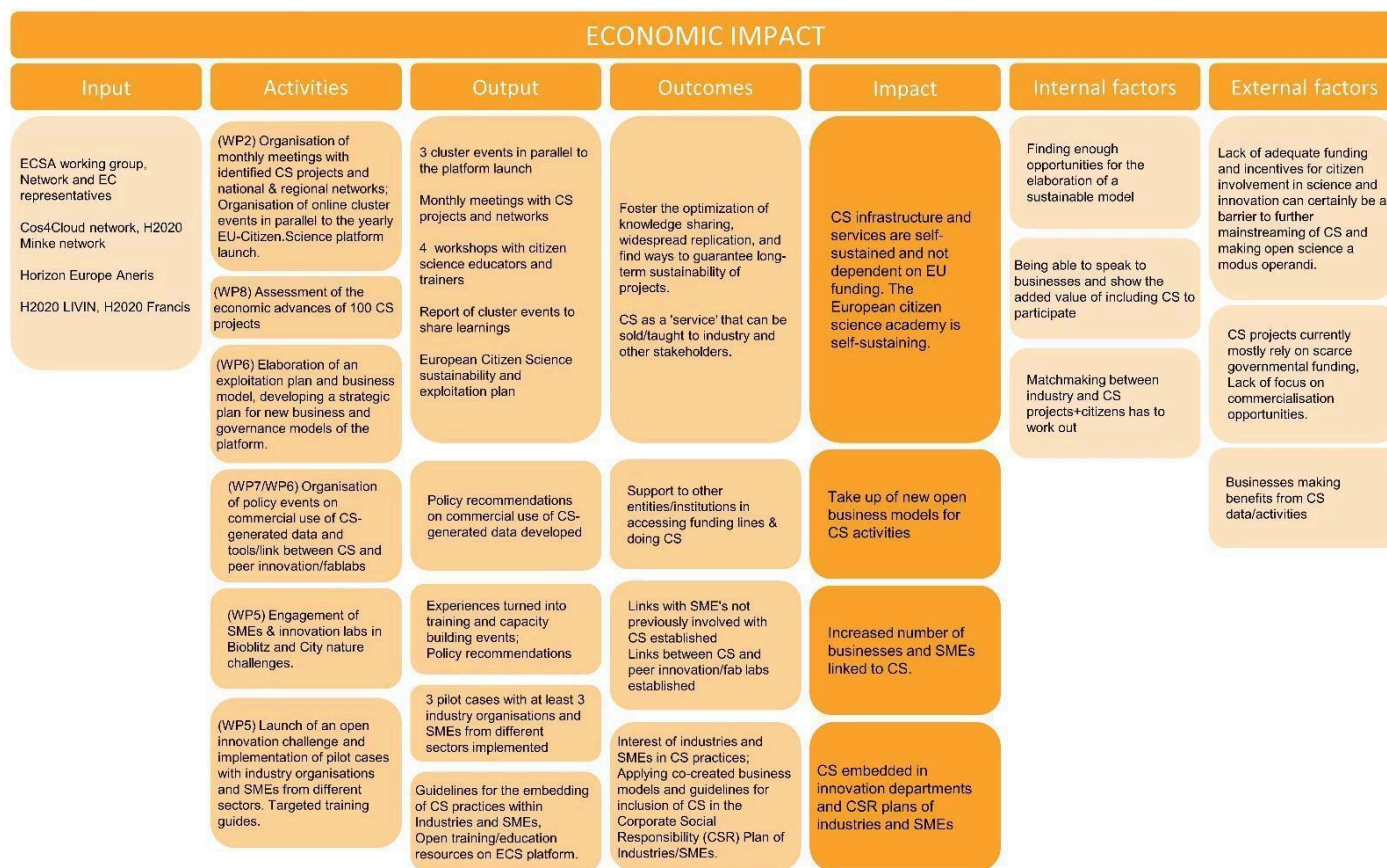 ECONOMIC IMPACT
Input
ECSA working group,
Network and EC
representatives
Cos4Cloud network, H2020
Minke network
Horizon Europe Aneris
H2020 LIVIN, H2020 Francis
Activities
(WP2) Organisation of
monthly meetings with
identified CS projects and
national & regional networks;
Organisation of online cluster
events in parallel to the yearly
EU-Citizen.Science platform
launch.
(WP8) Assessment of the
economic advances of 100 CS
projects
(WP6) Elaboration of an
exploitation plan and business
model, developing a strategic
plan for new business and
governance models of the
platform.
(WP7/WP6) Organisation
of policy events on
commercial use of CS-
generated data and
tools/link between CS and
peer innovation/fablabs
(WP5) Engagement of
SMEs & innovation labs in
Bioblitz and City nature
challenges.
(WP5) Launch of an open
innovation challenge and
implementation of pilot cases
with industry organisations
and SMEs from different
sectors. Targeted training
guides.
Output
3 cluster events in parallel to
the platform launch
Monthly meetings with CS
projects and networks
4 workshops with citizen
science educators and
trainers
Report of cluster events to
share learnings
European Citizen Science
sustainability and
exploitation plan
Policy recommendations
on commercial use of CS-
generated data developed
Experiences turned into
training and capacity
building events;
Policy recommendations
3 pilot cases with at least 3
industry organisations and
SMEs from different
sectors implemented
Guidelines for the embedding
of CS practices within
Industries and SMEs,
Open training/education
resources on ECS platform.
Outcomes
Foster the optimization of
knowledge sharing,
widespread replication, and
find ways to guarantee long-
term sustainability of
projects.
CS as a 'service' that can be
sold/taught to industry and
other stakeholders.
Support to other
entities/institutions in
accessing funding lines &
doing CS
Links with SME's not
previously involved with
CS established
Links between CS and
peer innovation/fab labs
established
Interest of industries and
SMEs in CS practices;
Applying co-created business
models and guidelines for
inclusion of CS in the
Corporate Social
Responsibility (CSR) Plan of
Industries/SMEs.
Impact
CS infrastructure and
services are self-
sustained and not
dependent on EU
funding. The
European citizen
science academy is
self-sustaining.
Take up of new open
business models for
CS activities
Increased number of
businesses and SMEs
linked to CS.
CS embedded in
innovation departments
and CSR plans of
industries and SMEs
Internal factors
Finding enough
opportunities for the
elaboration of a
sustainable model
Being able to speak to
businesses and show the
added value of including CS to
participate
Matchmaking between
industry and CS
projects+citizens has to
work out
External factors
Lack of adequate funding
and incentives for citizen
involvement in science and
innovation can certainly be a
barrier to further
mainstreaming of CS and
making open science a
modus operandi.
CS projects currently
mostly rely on scarce
governmental funding,
Lack of focus on
commercialisation
opportunities.
Businesses making
benefits from CS
data/activities